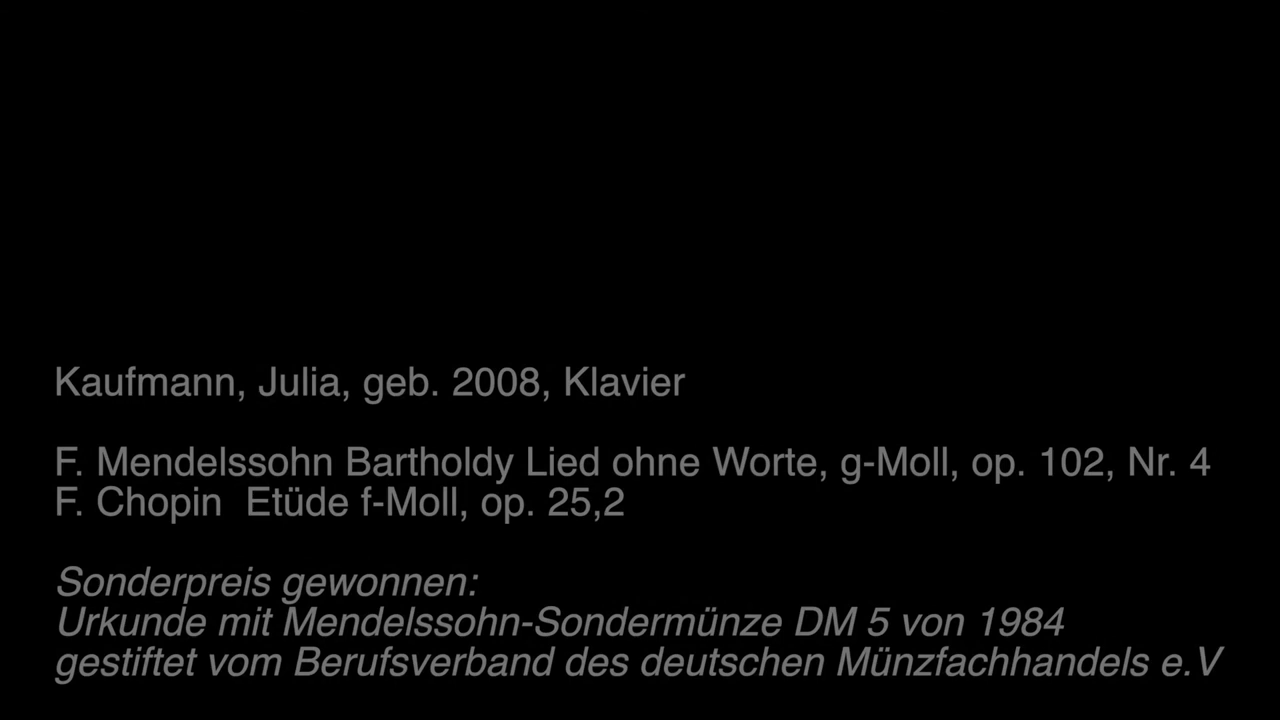 Kaufmann, Julia, geb. 2008, Klavier
F. Mendelssohn Bartholdy Lied ohne Worte, g-Moll, op. 102, Nr. 4
F. Chopin  Etüde f-Moll, op. 25,2
Sonderpreis gewonnen:
Urkunde mit Mendelssohn-Sondermünze DM 5 von 1984
gestiftet vom Berufsverband des deutschen Münzfachhandels e.V